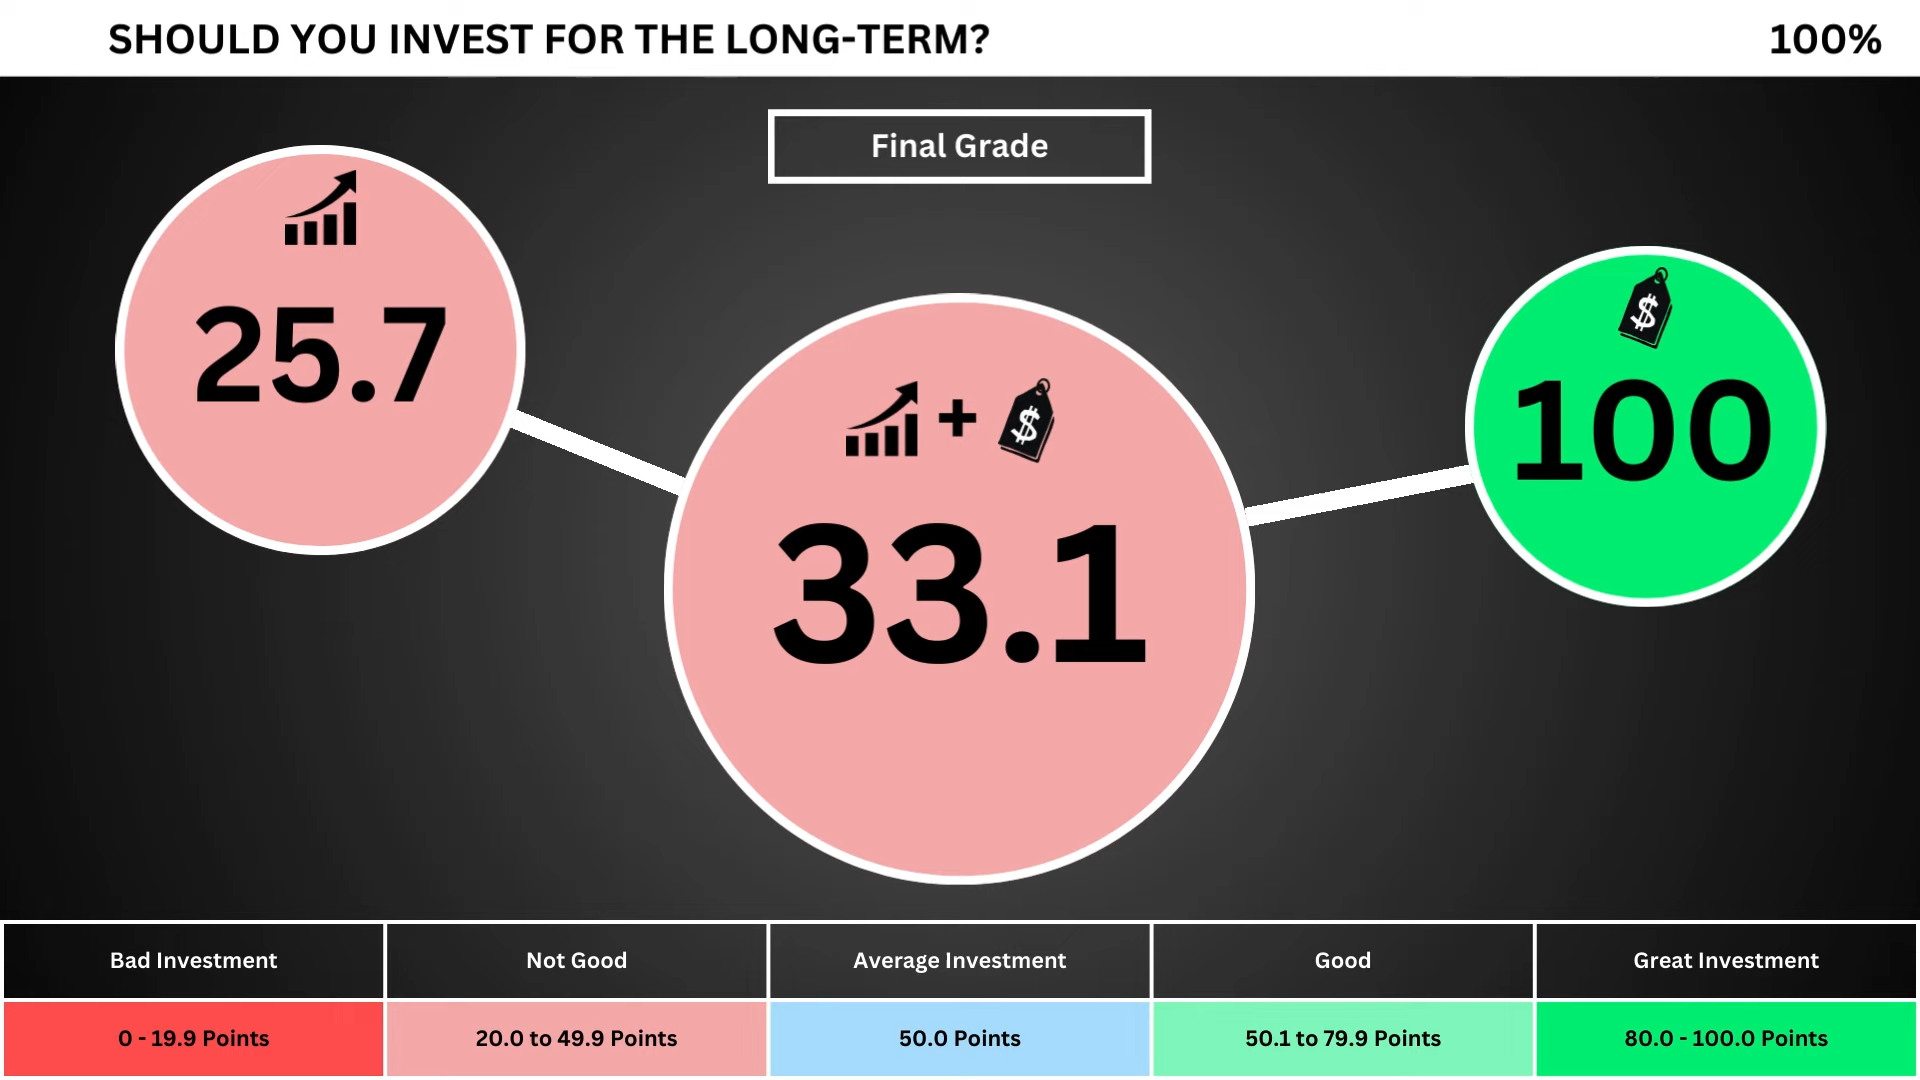 SHOULD YOU INVEST FOR THE LONG-TERM?
100%
Final Grade
25.7
$
100
$
+
33.1
Bad Investment
Not Good
Average Investment
Good
Great Investment
0 - 19.9 Points
20.0 to 49.9 Points
50.0 Points
50.1 to 79.9 Points
80.0 - 100.0 Points